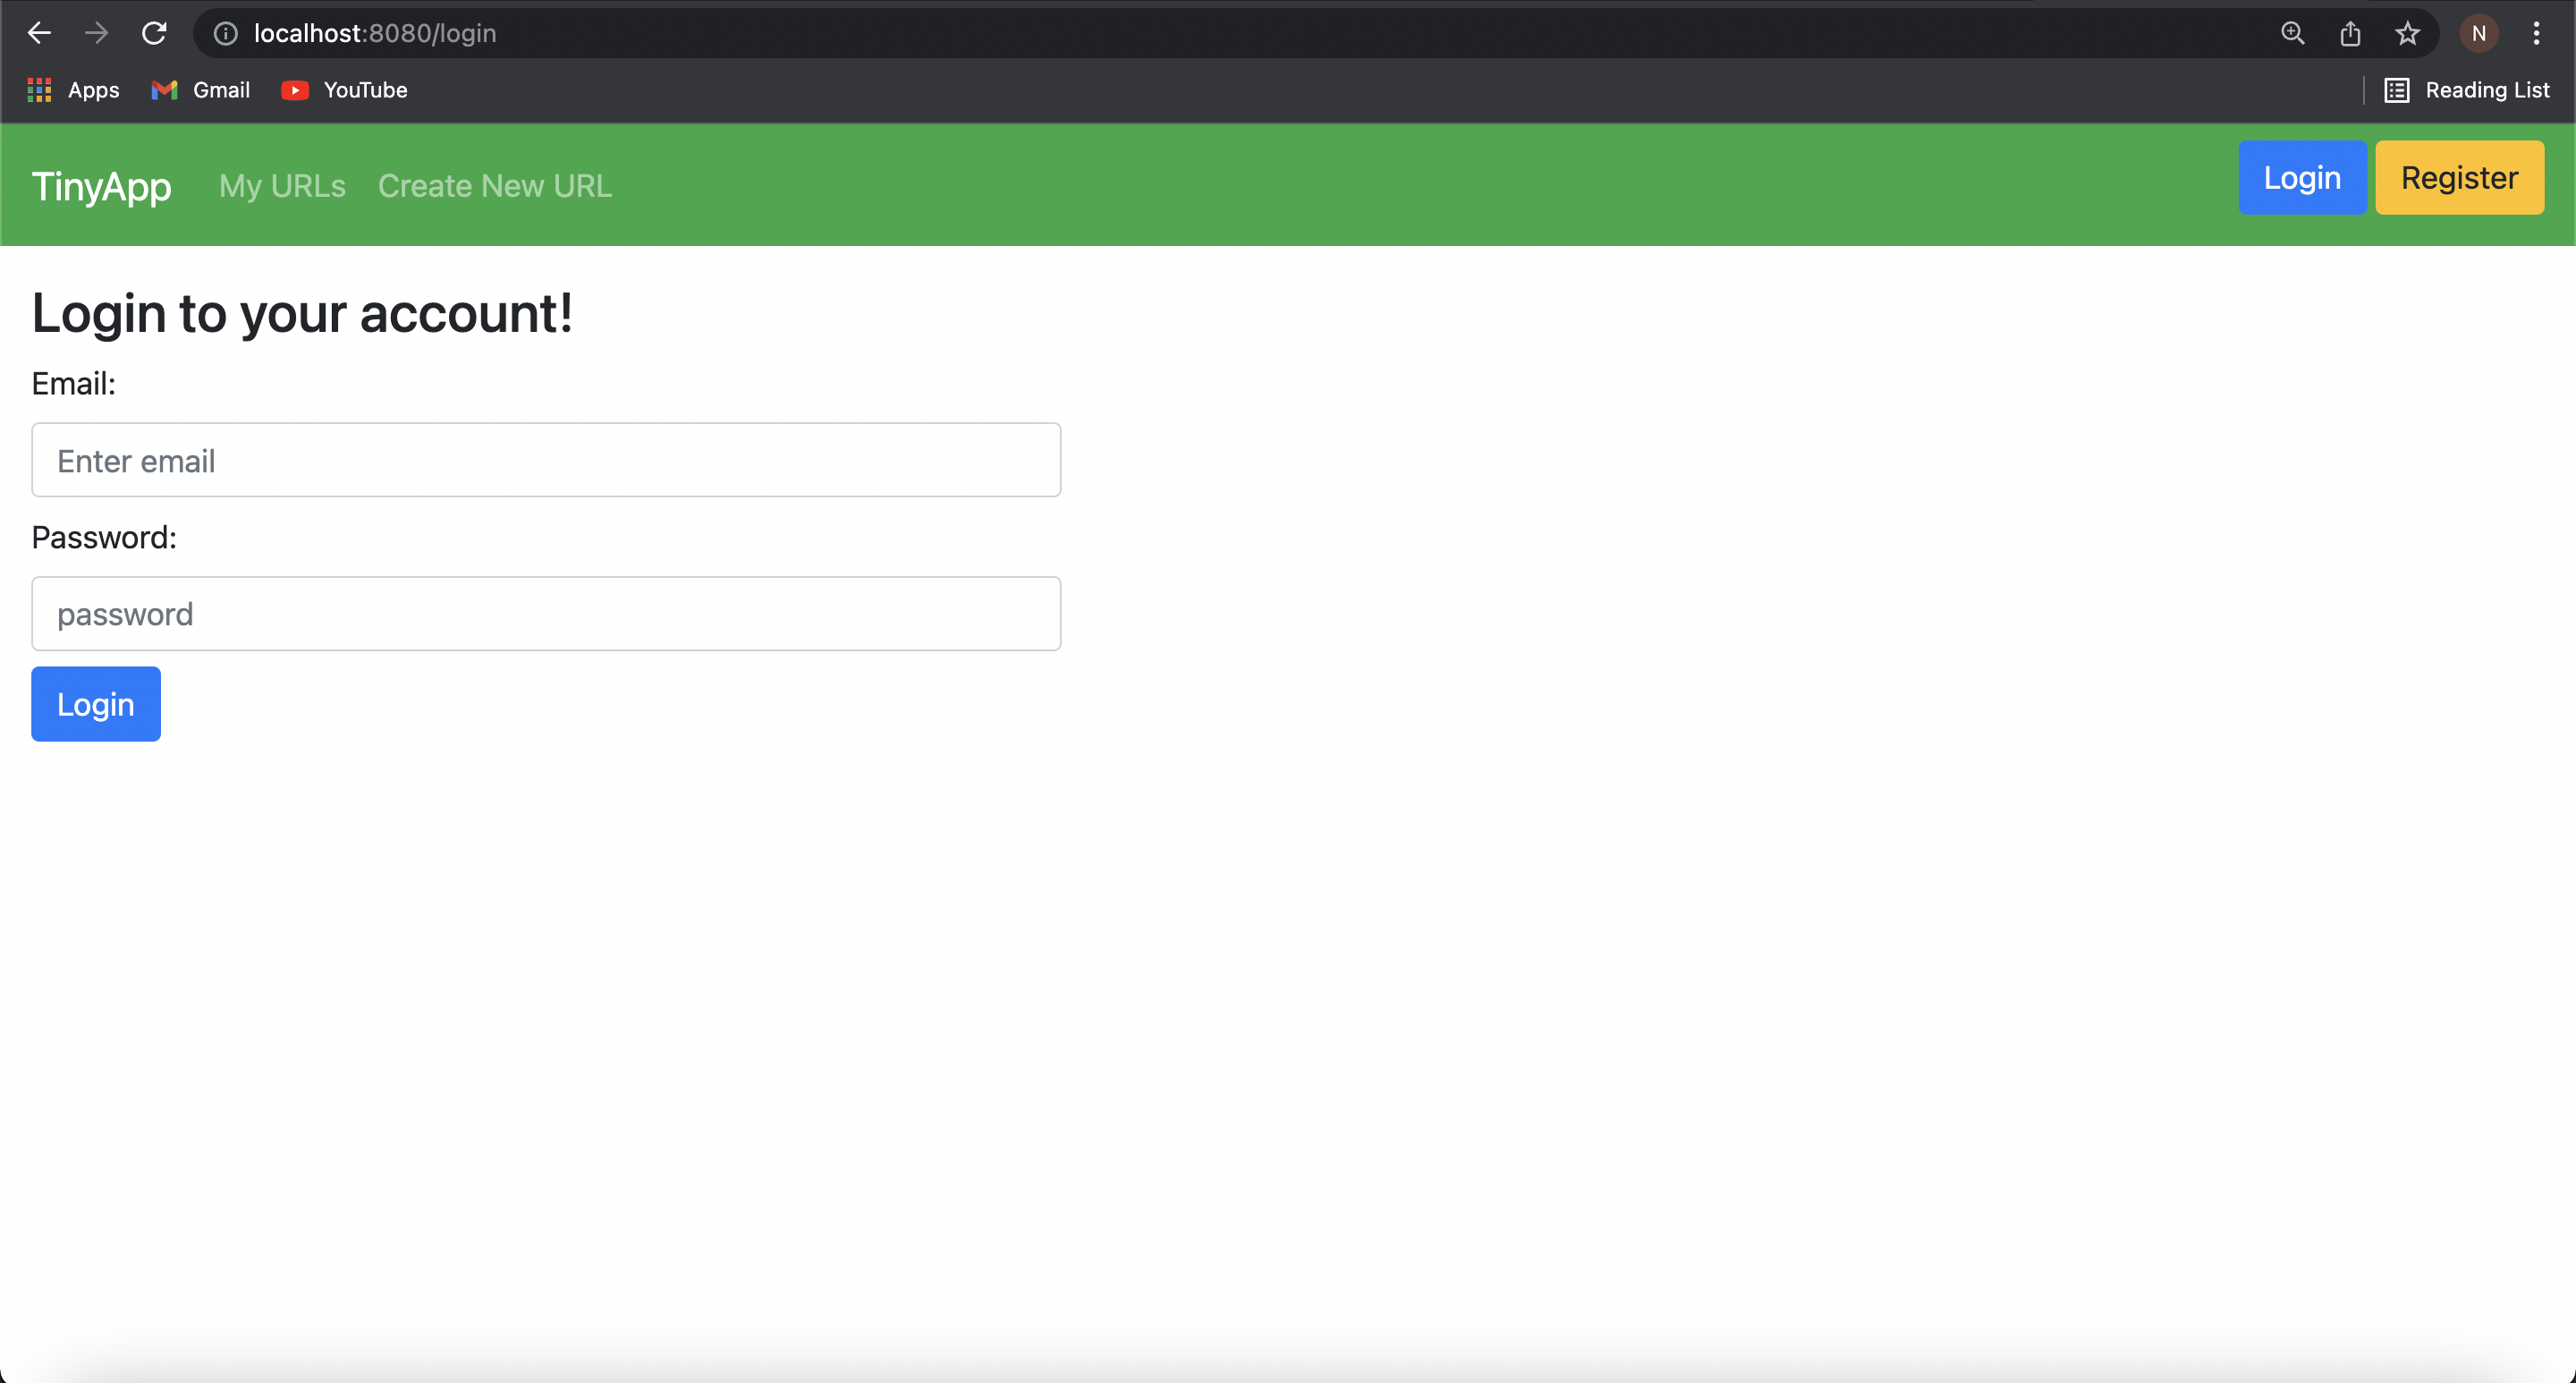 localhost:8080/login
N
Apps Gmail YouTube Reading List
TinyApp My URLs Create New URL Login Register
Login to your account!
Email:
Enter email
Password:
password
Login